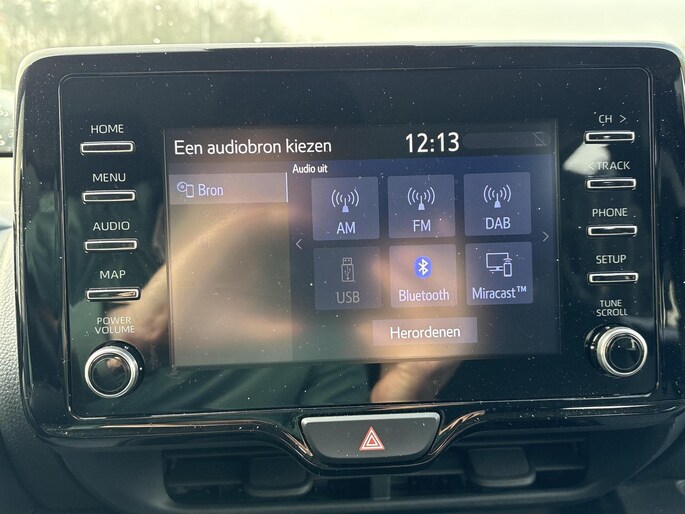 HOME
MENU
AUDIO
MAP
POWER
VOLUME
Een audiobron kiezen
12:13
Audio uit
Bron
AM
FM
DAB
USB
Bluetooth
Miracast™
Herordenen
CH >
< TRACK
PHONE
SETUP
TUNE
SCROLL